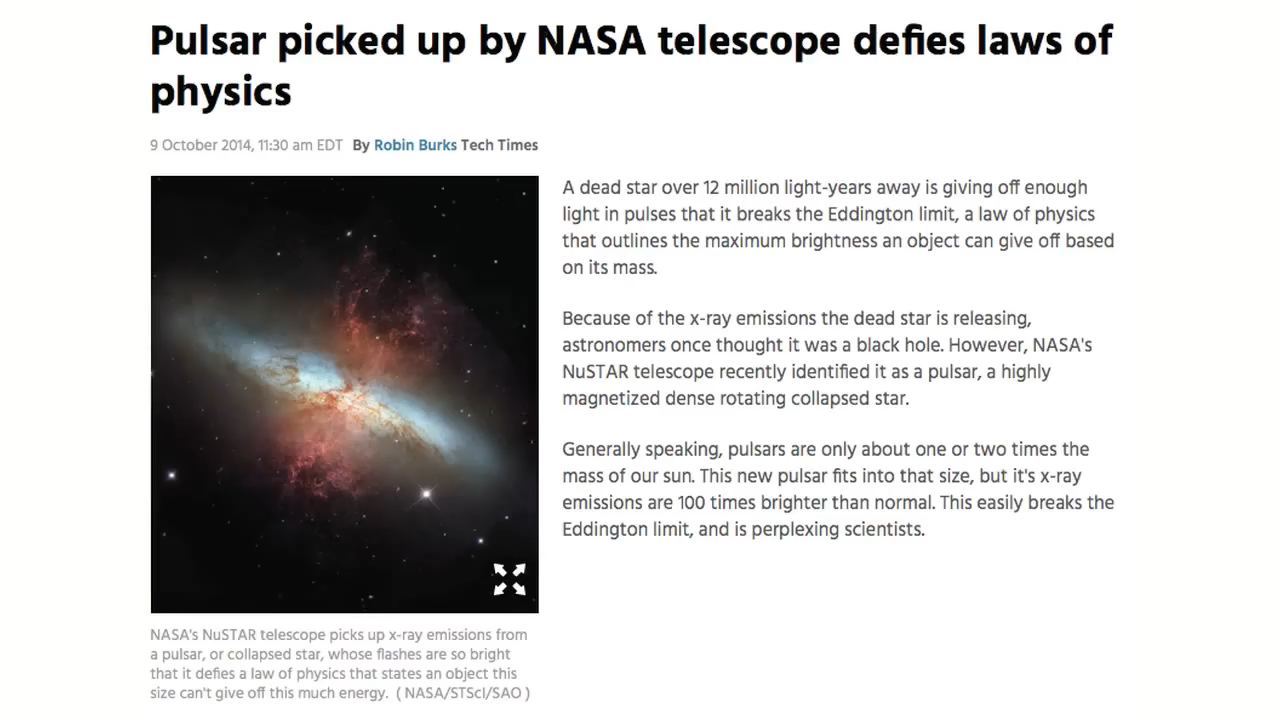 Pulsar picked up by NASA telescope defies laws of
physics
9 October 2014, 11:30 am EDT By Robin Burks Tech Times
A dead star over 12 million light-years away is giving off enough
light in pulses that it breaks the Eddington limit, a law of physics
that outlines the maximum brightness an object can give off based
on its mass.
Because of the x-ray emissions the dead star is releasing,
astronomers once thought it was a black hole. However, NASA's
NuSTAR telescope recently identified it as a pulsar, a highly
magnetized dense rotating collapsed star.
Generally speaking, pulsars are only about one or two times the
mass of our sun. This new pulsar fits into that size, but it's x-ray
emissions are 100 times brighter than normal. This easily breaks the
Eddington limit, and is perplexing scientists.
NASA's NuSTAR telescope picks up x-ray emissions from
a pulsar, or collapsed star, whose flashes are so bright
that it defies a law of physics that states an object this
size can't give off this much energy. ( NASA/STScI/SAO )